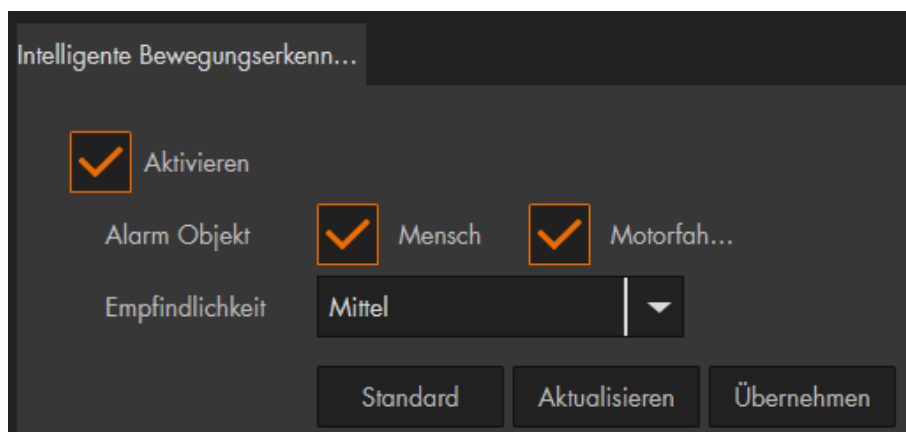 Intelligente Bewegungserkenn...
Aktivieren
Alarm Objekt Mensch Motorfah...
Empfindlichkeit Mittel
Standard Aktualisieren Übernehmen